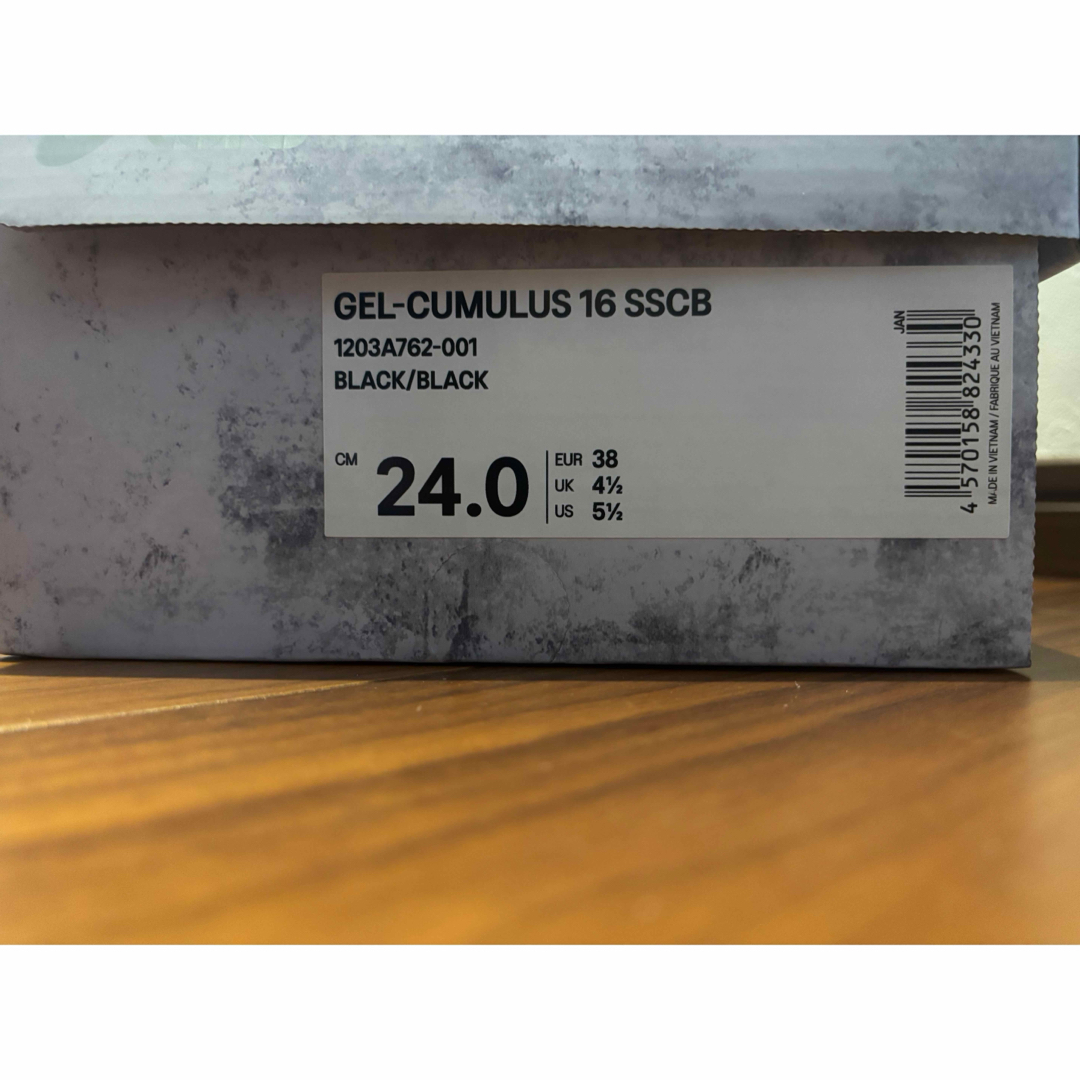 GEL-CUMULUS 16 SSCB
1203A762-001
BLACK/BLACK
CM 24.0
EUR 38
UK 4½
US 5½
JAN
4 570158 824330
MADE IN VIETNAM / FABRIQUE AU VIETNAM